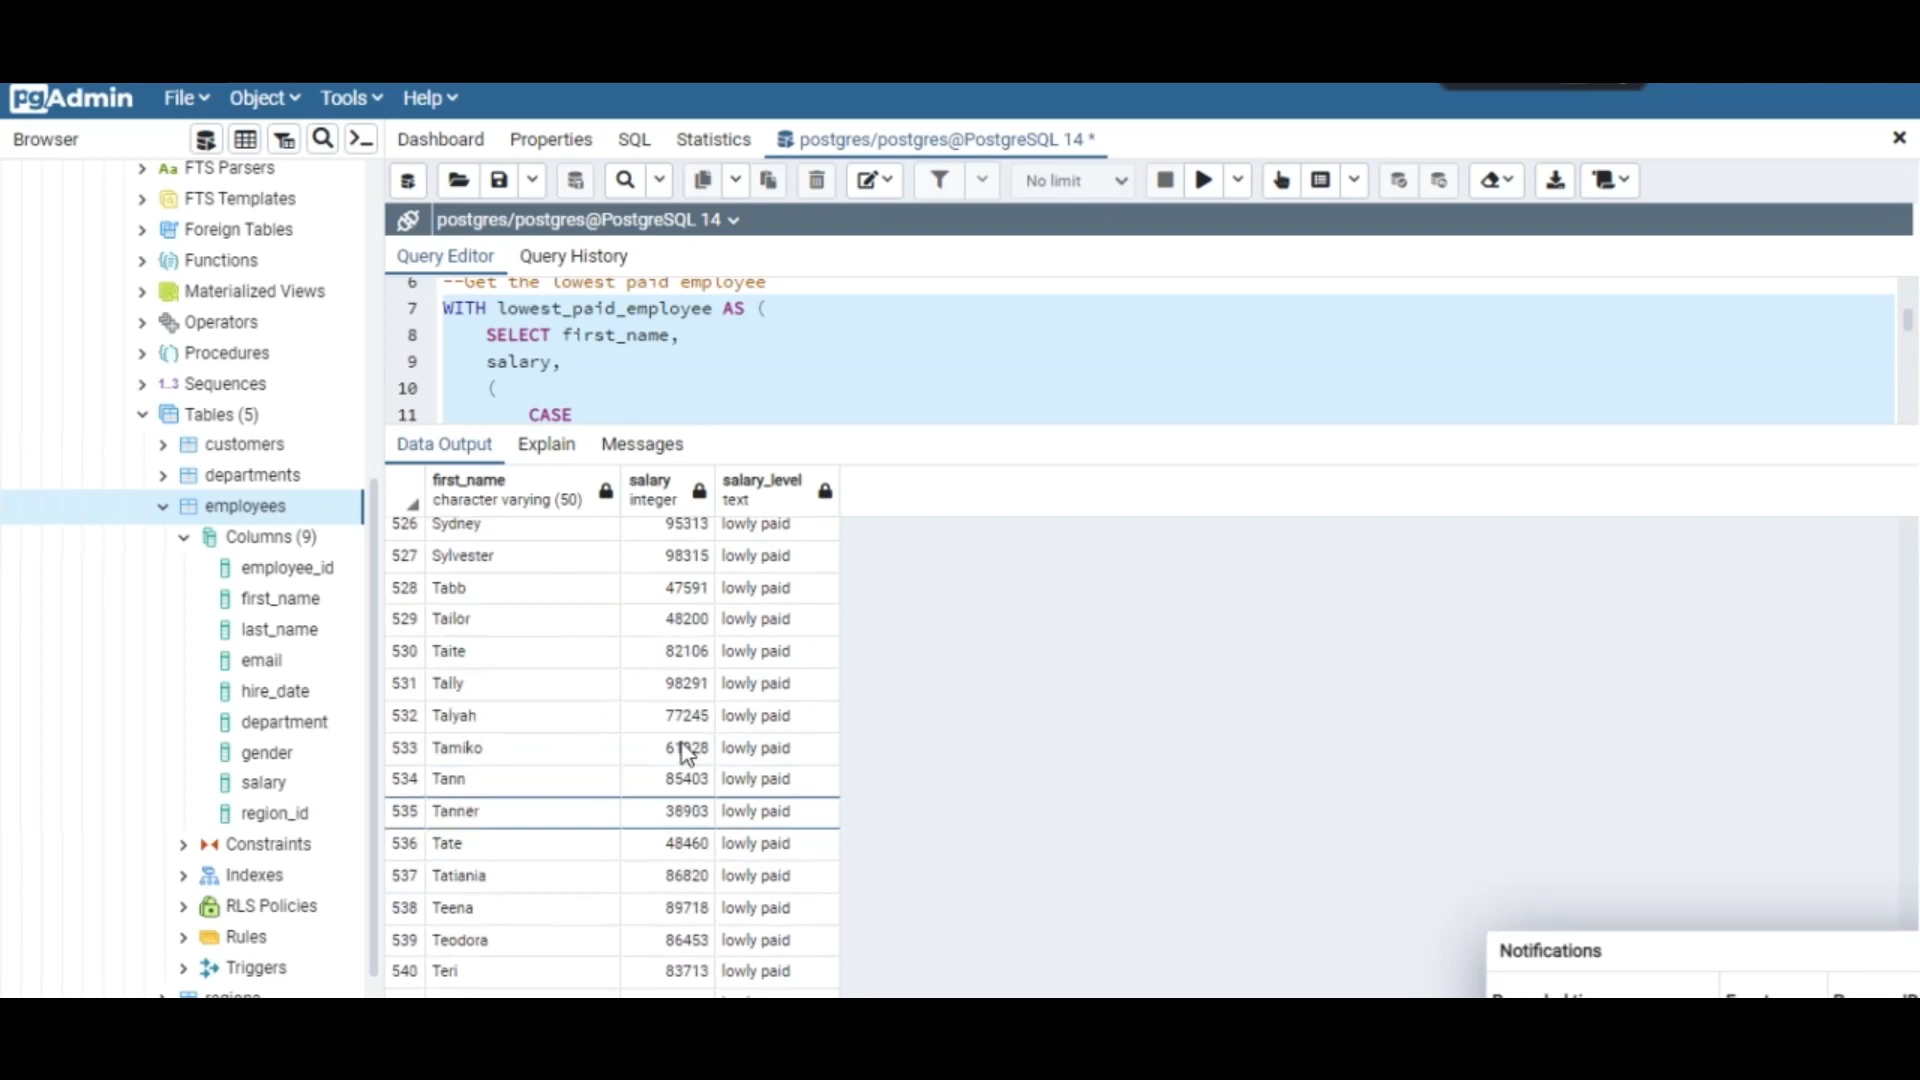 pgAdmin File Object Tools Help
Browser
Dashboard Properties SQL Statistics postgres/postgres@PostgreSQL 14 *
No limit
postgres/postgres@PostgreSQL 14
Query Editor Query History
FTS Parsers
FTS Templates
Foreign Tables
Functions
Materialized Views
Operators
Procedures
1..3 Sequences
Tables (5)
customers
departments
employees
Columns (9)
employee_id
first_name
last_name
email
hire_date
department
gender
salary
region_id
Constraints
Indexes
RLS Policies
Rules
Triggers
regions
6 --Get the lowest paid employee
7 WITH lowest_paid_employee AS (
8 SELECT first_name,
9 salary,
10 (
11 CASE
Data Output Explain Messages
first_name character varying (50) salary integer salary_level text
526 Sydney 95313 lowly paid
527 Sylvester 98315 lowly paid
528 Tabb 47591 lowly paid
529 Tailor 48200 lowly paid
530 Taite 82106 lowly paid
531 Tally 98291 lowly paid
532 Talyah 77245 lowly paid
533 Tamiko lowly paid
534 Tann 85403 lowly paid
535 Tanner 38903 lowly paid
536 Tate 48460 lowly paid
537 Tatiania 86820 lowly paid
538 Teena 89718 lowly paid
539 Teodora 86453 lowly paid
540 Teri 83713 lowly paid
Notifications